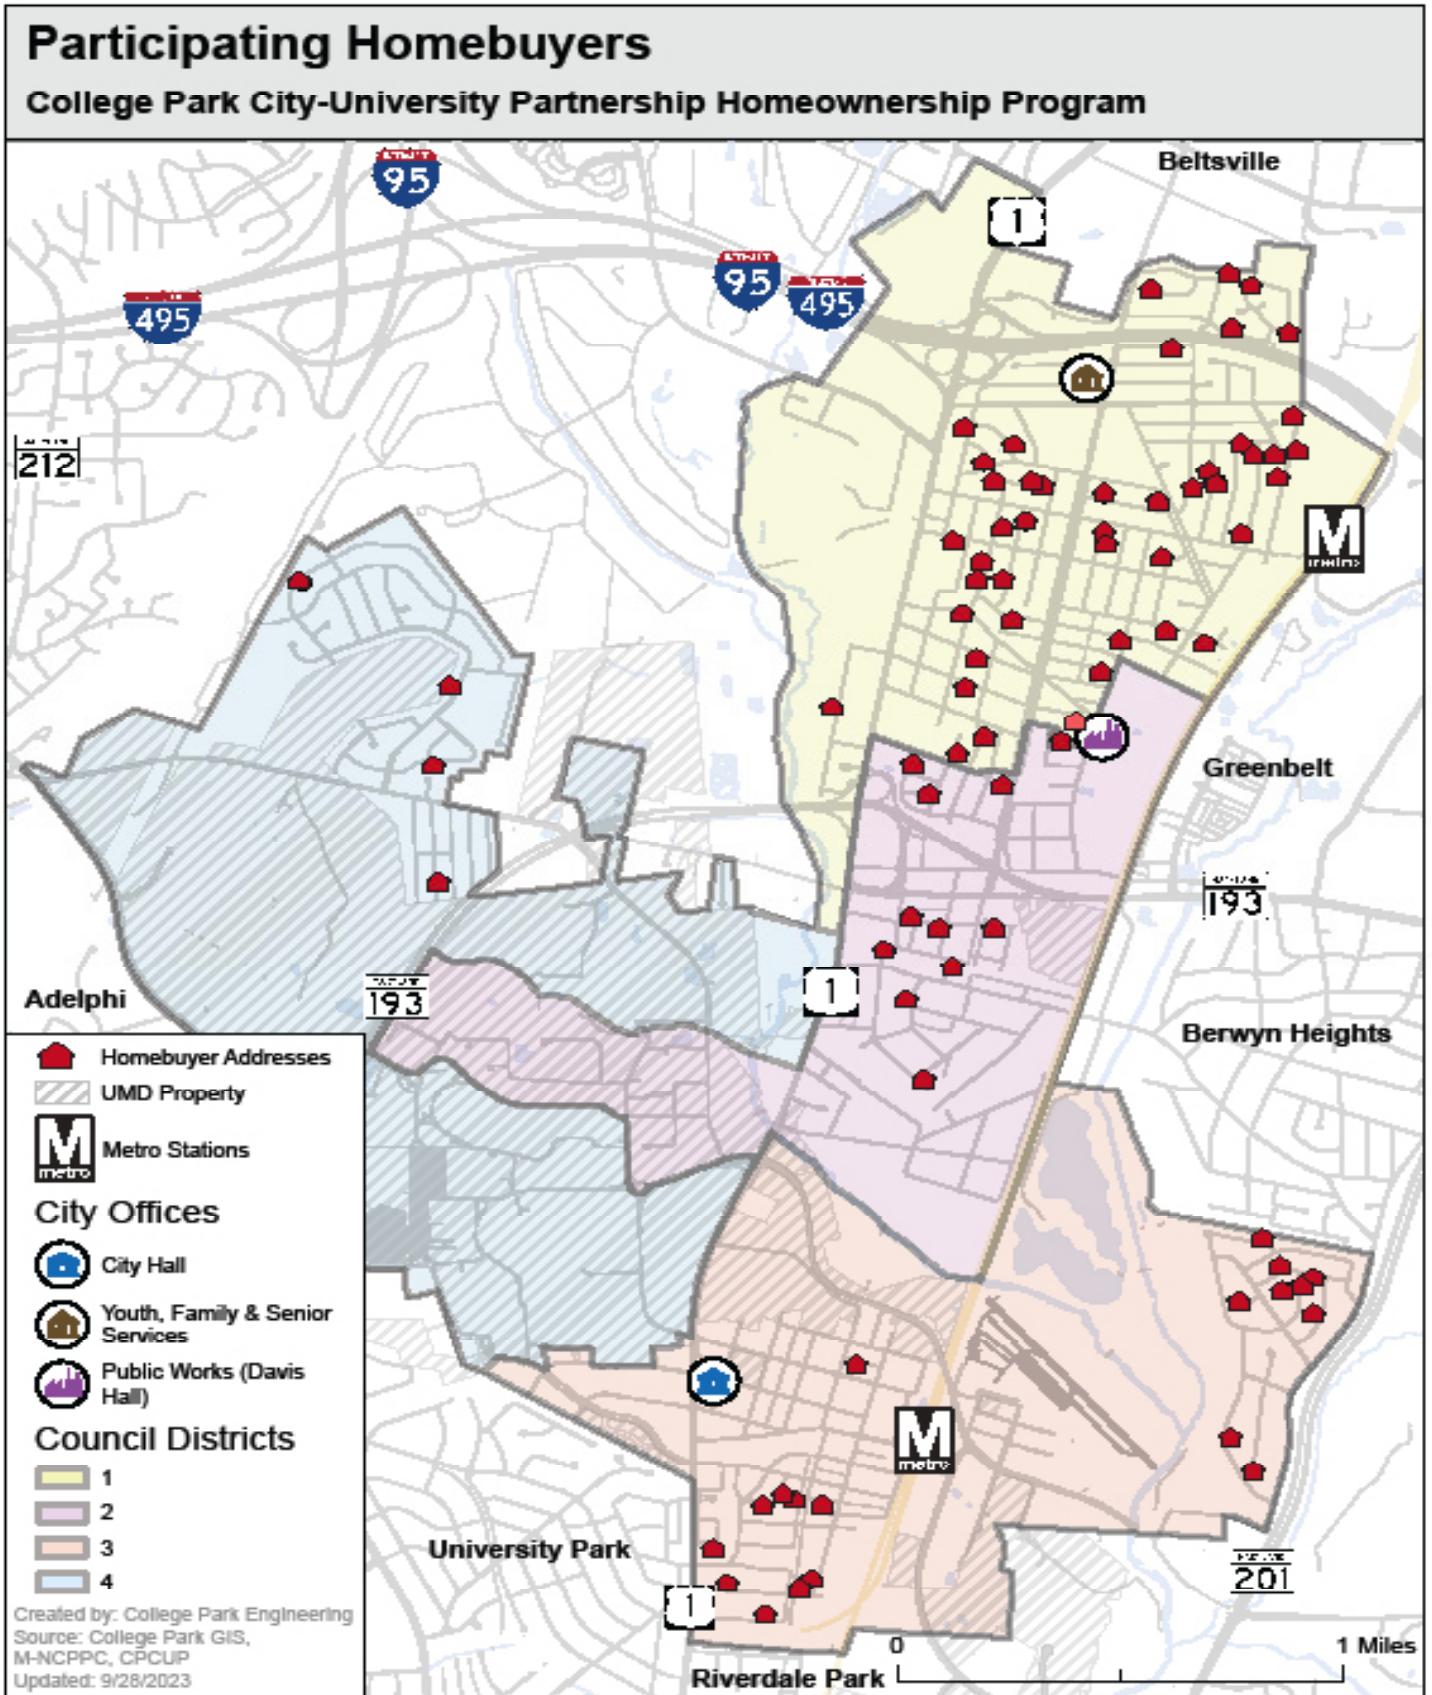 Participating Homebuyers
College Park City-University Partnership Homeownership Program
Beltsville
95
1
95
495
495
212
M
metro
Greenbelt
193
Adelphi
193
1
Berwyn Heights
Homebuyer Addresses
UMD Property
M
metro
Metro Stations
City Offices
City Hall
Youth, Family & Senior
Services
Public Works (Davis
Hall)
Council Districts
1
2
3
4
M
metro
University Park
201
1
Created by: College Park Engineering
Source: College Park GIS,
M-NCPPC, CPCUP
Updated: 9/28/2023
0
1 Miles
Riverdale Park